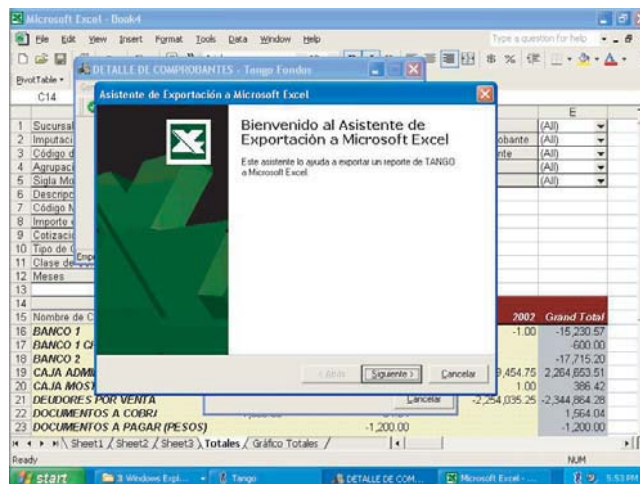 Microsoft Excel - Book4
File Edit View Insert Format Tools Data Window Help
Type a question for help
PivotTable
DETALLE DE COMPROBANTES - Tango Fondos
C14
Asistente de Exportación a Microsoft Excel
Bienvenido al Asistente de
Exportación a Microsoft Excel
Este asistente lo ayuda a exportar un reporte de TANGO
a Microsoft Excel.
E
1 Sucursal (All)
2 Imputaci obante (All)
3 Código d nte (All)
4 Agrupaci (All)
5 Sigla Mo (All)
6 Descripc
7 Código M
8 Importe
9 Cotizació
10 Tipo de
11 Clase de
12 Meses
13
14
15 Nombre de C 2002 Grand Total
16 BANCO 1 -1.00 -15,230.57
17 BANCO 1 -600.00
18 BANCO 2 -17,715.20
19 CAJA ADMI 9,454.75 2,264,653.51
20 CAJA MOST 1.00 386.42
21 DEUDORES POR VENTA -2,254,035.25 -2,344,864.28
22 DOCUMENTOS A COBRA 1,564.04
23 DOCUMENTOS A PAGAR (PESOS) -1,200.00 -1,200.00
< Atrás Siguiente > Cancelar
Cancelar
Sheet1 Sheet2 Sheet3 Totales Gráfico Totales
Ready NUM
start 3 Windows Expl... Tango DETALLE DE COM... Microsoft Excel - ... 5:53 PM